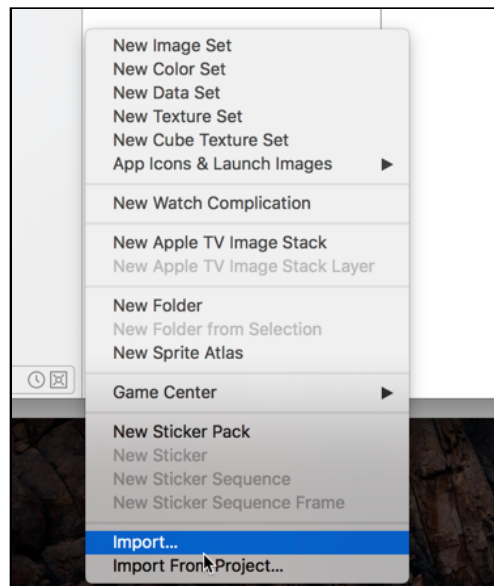 New Image Set
New Color Set
New Data Set
New Texture Set
New Cube Texture Set
App Icons & Launch Images
New Watch Complication
New Apple TV Image Stack
New Apple TV Image Stack Layer
New Folder
New Folder from Selection
New Sprite Atlas
Game Center
New Sticker Pack
New Sticker
New Sticker Sequence
New Sticker Sequence Frame
Import...
Import From Project...